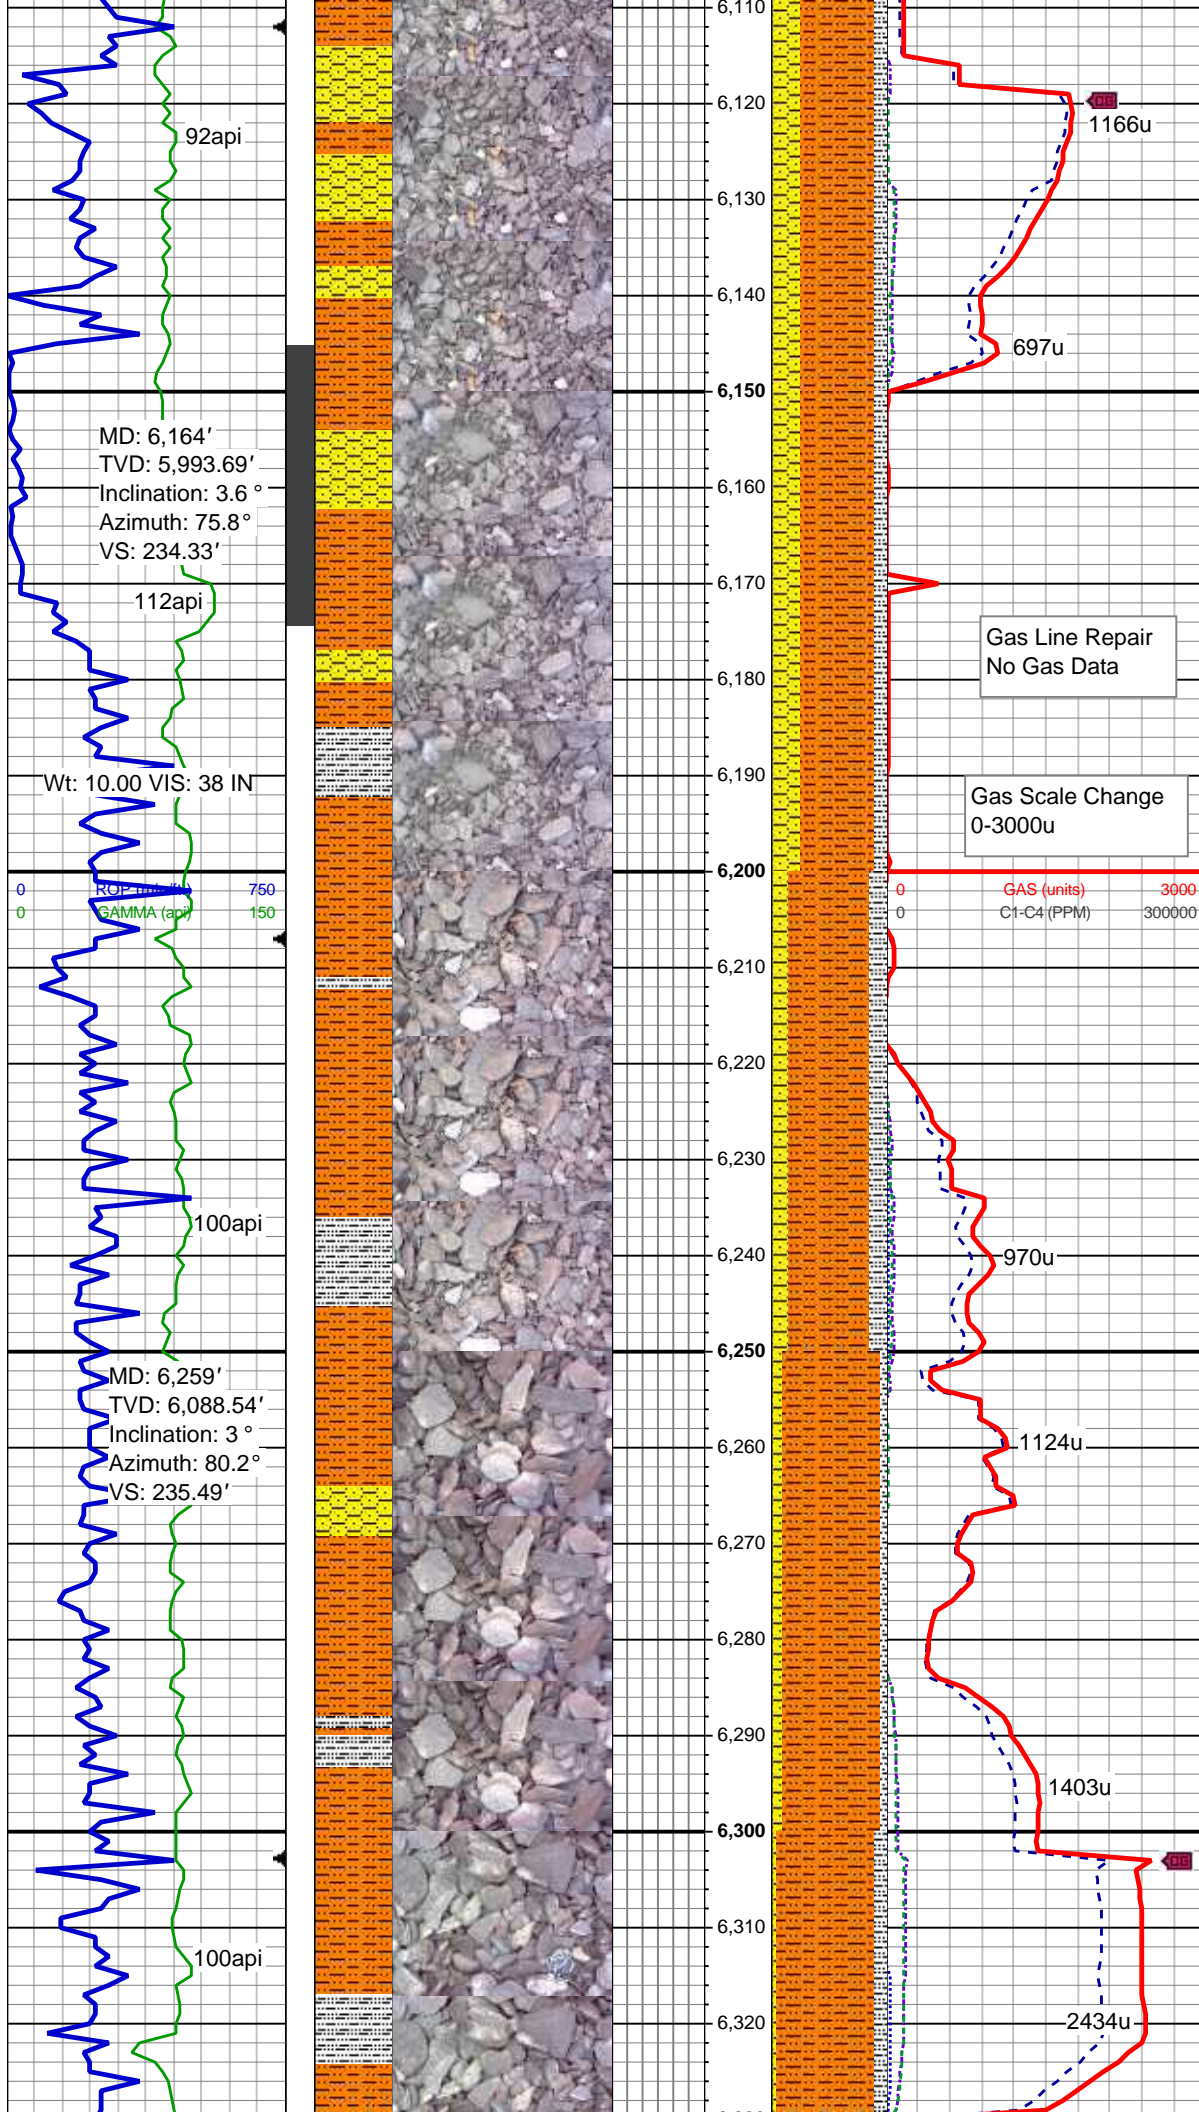 6,110
6,120
1166u
92api
6,130
6,140
697u
6,150
MD: 6,164′
TVD: 5,993.69′
Inclination: 3.6 °
Azimuth: 75.8°
VS: 234.33′
6,160
6,170
112api
Gas Line Repair
No Gas Data
6,180
6,190
Wt: 10.00 VIS: 38 IN
Gas Scale Change
0-3000u
6,200
0 ROP 750
0 GAMMA (api) 150
0 GAS (units) 3000
0 C1-C4 (PPM) 300000
6,210
6,220
6,230
100api
6,240
970u
6,250
MD: 6,259′
TVD: 6,088.54′
Inclination: 3 °
Azimuth: 80.2°
VS: 235.49′
6,260
1124u
6,270
6,280
6,290
1403u
6,300
CG
6,310
100api
6,320
2434u